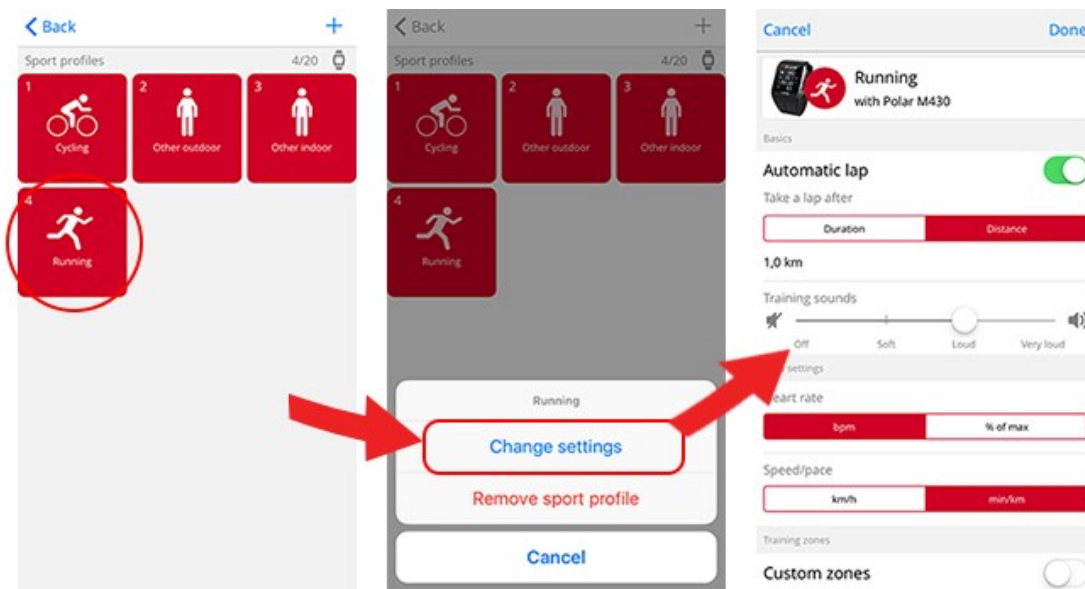 Back
Sport profiles 4/20
1 2 3
Cycling Other outdoor Other indoor
4
Running
Back
Sport profiles 4/20
1 2 3
Cycling Other outdoor Other indoor
4
Running
Running
Change settings
Remove sport profile
Cancel
Cancel Done
Running
with Polar M430
Basics
Automatic lap
Take a lap after
Duration Distance
1,0 km
Training sounds
Off Soft Loud Very loud
settings
eart rate
bpm % of max
Speed/pace
km/h min/km
Training zones
Custom zones